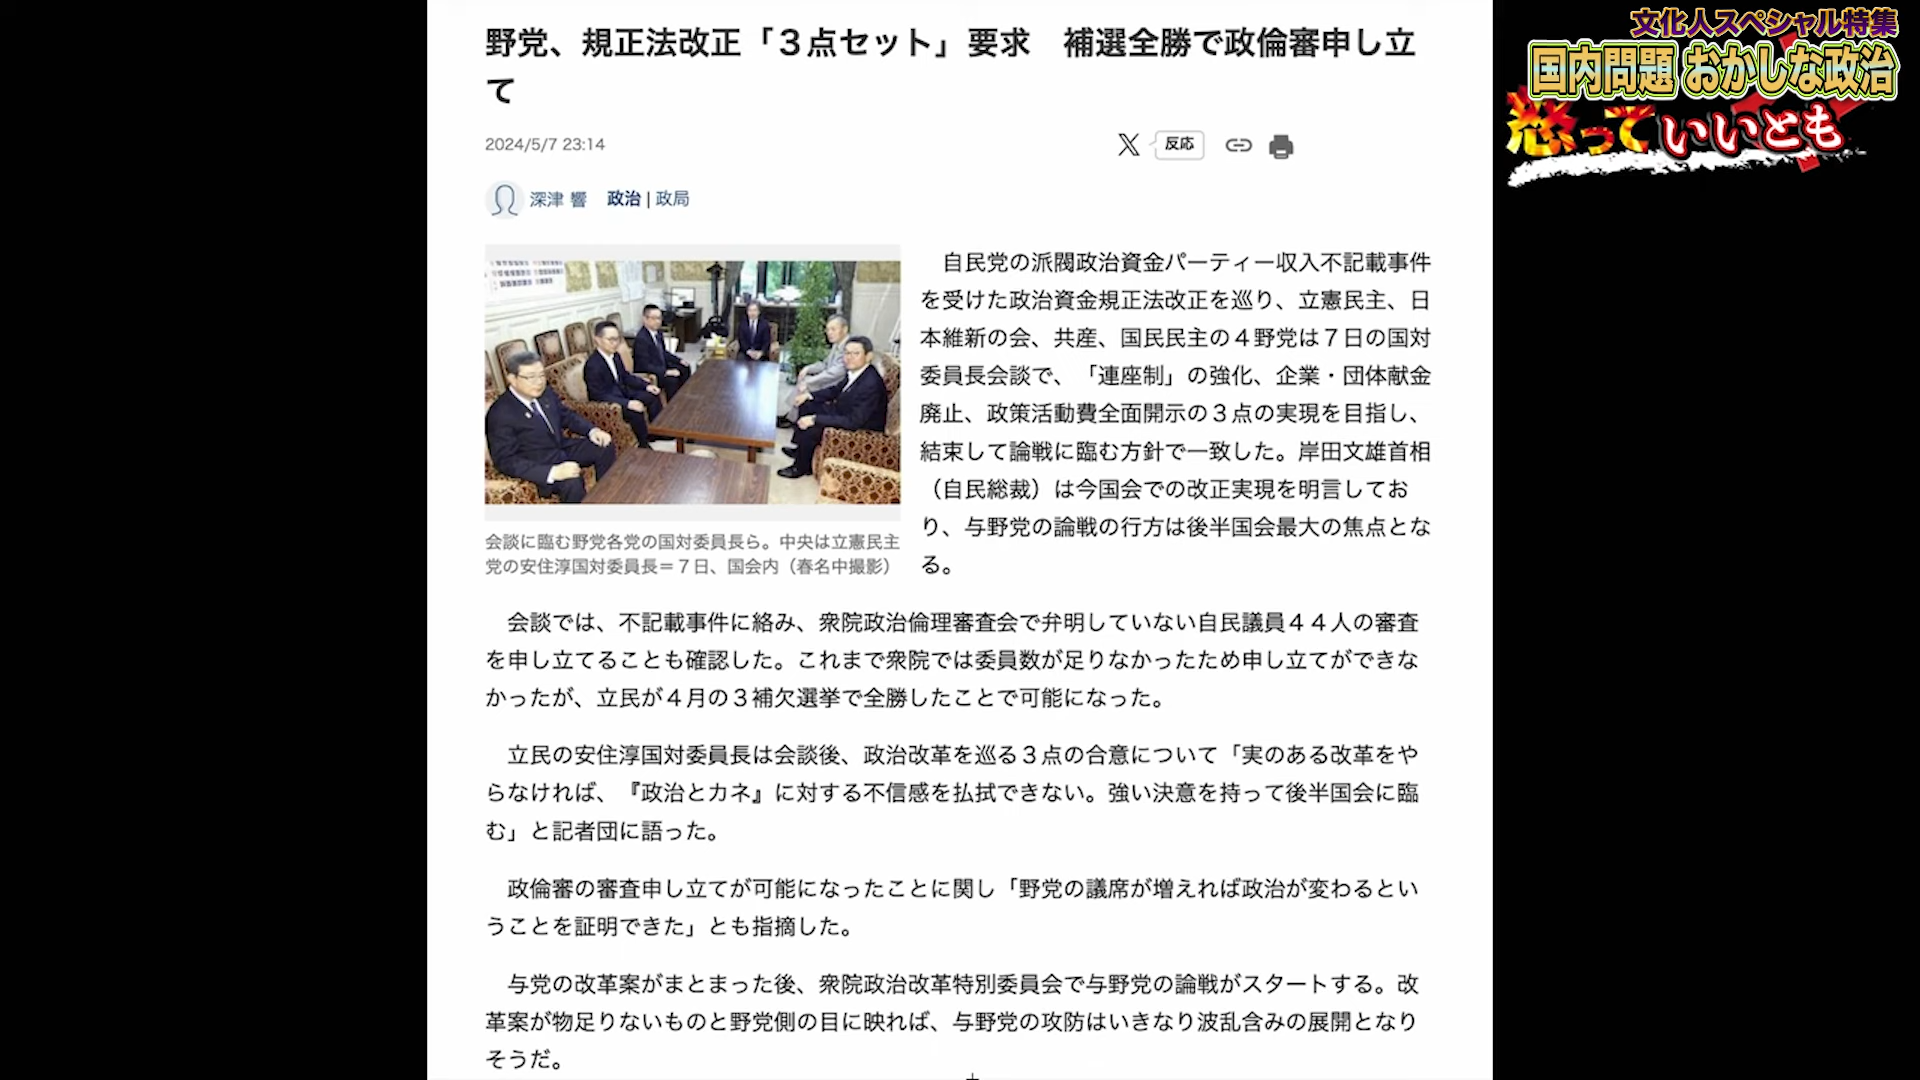 野党、規正法改正「３点セット」要求　補選全勝で政倫審申し立
て
2024/5/7 23:14
反応
深津 響　政治 | 政局
自民党の派閥政治資金パーティー収入不記載事件
を受けた政治資金規正法改正を巡り、立憲民主、日
本維新の会、共産、国民民主の４野党は７日の国対
委員長会談で、「連座制」の強化、企業・団体献金
廃止、政策活動費全面開示の３点の実現を目指し、
結束して論戦に臨む方針で一致した。岸田文雄首相
（自民総裁）は今国会での改正実現を明言してお
り、与野党の論戦の行方は後半国会最大の焦点とな
る。
会談に臨む野党各党の国対委員長ら。中央は立憲民主
党の安住淳国対委員長＝７日、国会内（春名中撮影）
会談では、不記載事件に絡み、衆院政治倫理審査会で弁明していない自民議員４４人の審査
を申し立てることも確認した。これまで衆院では委員数が足りなかったため申し立てができな
かったが、立民が４月の３補欠選挙で全勝したことで可能になった。
立民の安住淳国対委員長は会談後、政治改革を巡る３点の合意について「実のある改革をや
らなければ、『政治とカネ』に対する不信感を払拭できない。強い決意を持って後半国会に臨
む」と記者団に語った。
政倫審の審査申し立てが可能になったことに関し「野党の議席が増えれば政治が変わるとい
うことを証明できた」とも指摘した。
与党の改革案がまとまった後、衆院政治改革特別委員会で与野党の論戦がスタートする。改
革案が物足りないものと野党側の目に映れば、与野党の攻防はいきなり波乱含みの展開となり
そうだ。
文化人スペシャル特集
国内問題 おかしな政治
怒っていいとも